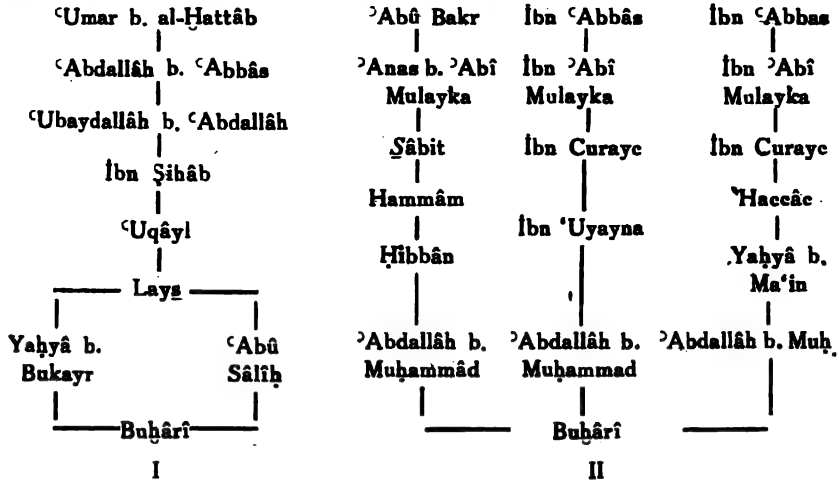 ʿUmar b. al-Ḫattâb
ʿAbdallâh b. ʿAbbâs
ʿUbaydallâh b. ʿAbdallâh
İbn Şihâb
ʿUqâyl
Lays̲
Yaḥyâ b.
Bukayr
ʿAbû
Sâlîḥ
Buḫârî
I
ʾAbû Bakr
ʾAnas b. ʾAbî
Mulayka
S̲âbit
Hammâm
Ḥibbân
ʾAbdallâh b.
Muḥammâd
İbn ʿAbbâs
İbn ʾAbî
Mulayka
İbn Curayc
İbn ʿUyayna
ʾAbdallâh b.
Muḥammad
İbn ʿAbbas
İbn ʾAbî
Mulayka
İbn Curayc
Haccâc
Yaḥyâ b.
Maʿin
ʾAbdallâh b. Muḥ.
Buḫârî
II